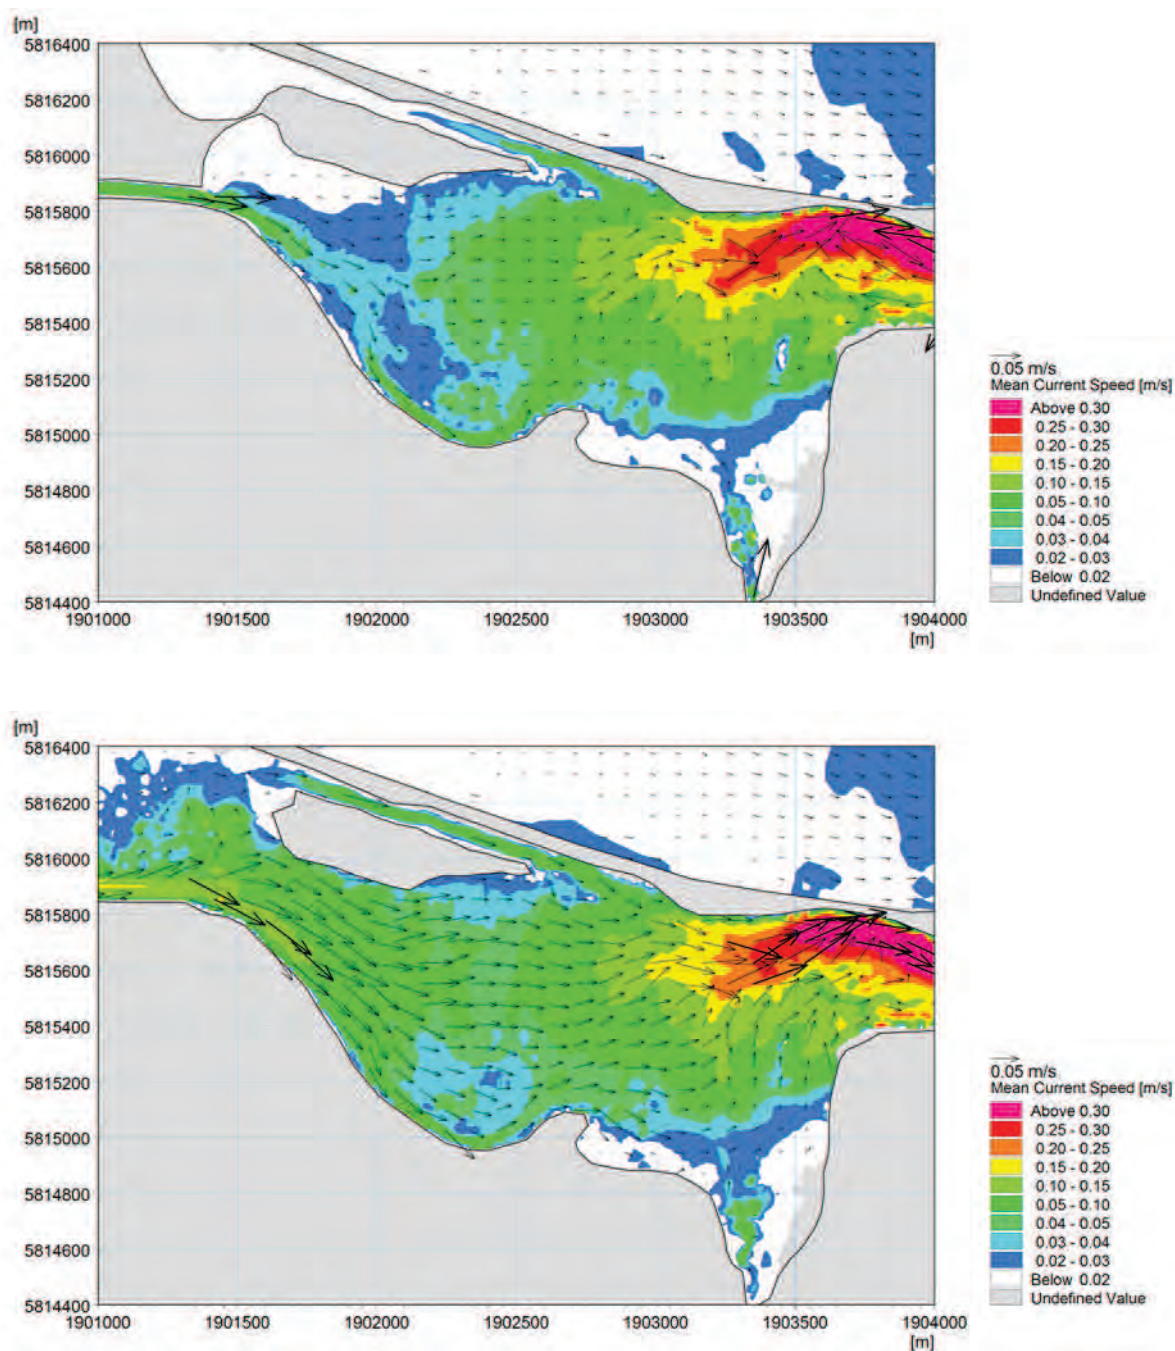 [m]
5816400
5816200
5816000
5815800
5815600
5815400
5815200
5815000
5814800
5814600
5814400
1901000 1901500 1902000 1902500 1903000 1903500 1904000
[m]
0.05 m/s
Mean Current Speed [m/s]
Above 0.30
0.25 - 0.30
0.20 - 0.25
0.15 - 0.20
0.10 - 0.15
0.05 - 0.10
0.04 - 0.05
0.03 - 0.04
0.02 - 0.03
Below 0.02
Undefined Value
[m]
5816400
5816200
5816000
5815800
5815600
5815400
5815200
5815000
5814800
5814600
5814400
1901000 1901500 1902000 1902500 1903000 1903500 1904000
[m]
0.05 m/s
Mean Current Speed [m/s]
Above 0.30
0.25 - 0.30
0.20 - 0.25
0.15 - 0.20
0.10 - 0.15
0.05 - 0.10
0.04 - 0.05
0.03 - 0.04
0.02 - 0.03
Below 0.02
Undefined Value